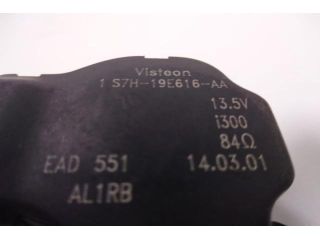 Visteon
1 S7H-19E616-AA
13.5V
i300
84Ω
EAD 551 14.03.01
AL1RB